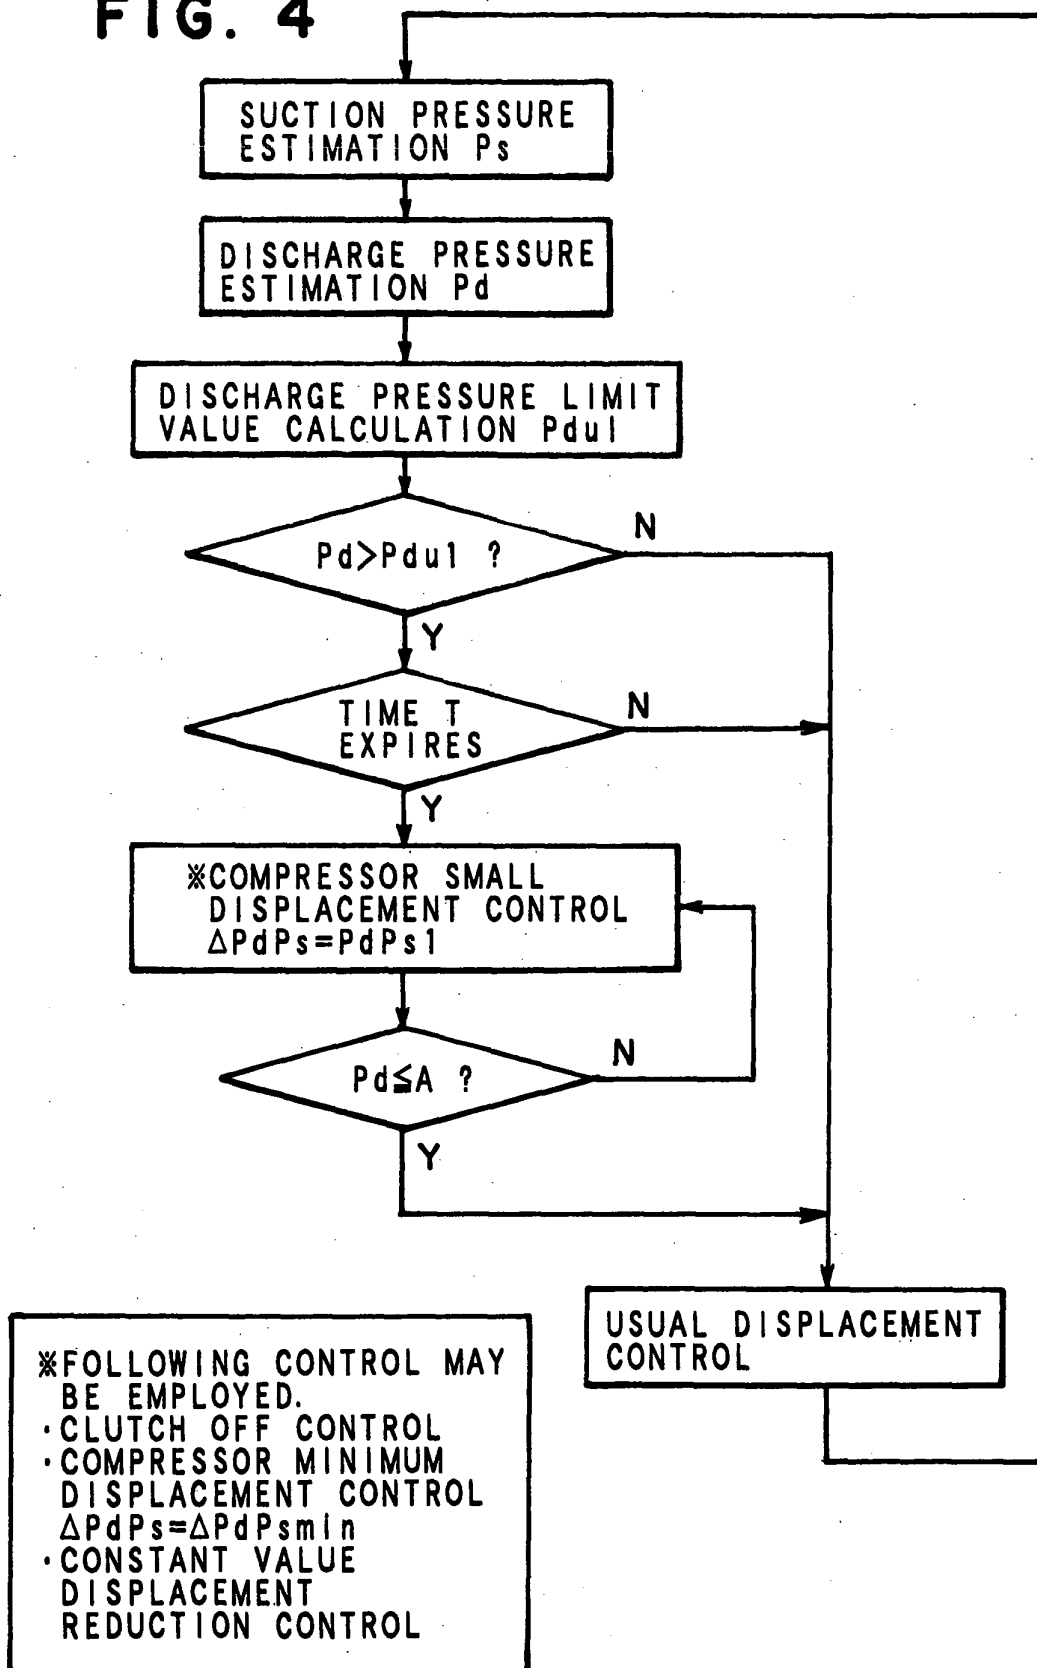 FIG. 4
SUCTION PRESSURE
ESTIMATION Ps
DISCHARGE PRESSURE
ESTIMATION Pd
DISCHARGE PRESSURE LIMIT
VALUE CALCULATION Pdul
N
Pd>Pdul ?
Y
TIME T
EXPIRES
N
Y
※COMPRESSOR SMALL
DISPLACEMENT CONTROL
ΔPdPs=PdPs1
N
Pd≦A ?
Y
USUAL DISPLACEMENT
CONTROL
※FOLLOWING CONTROL MAY
BE EMPLOYED.
·CLUTCH OFF CONTROL
·COMPRESSOR MINIMUM
DISPLACEMENT CONTROL
ΔPdPs=ΔPdPsmin
·CONSTANT VALUE
DISPLACEMENT
REDUCTION CONTROL